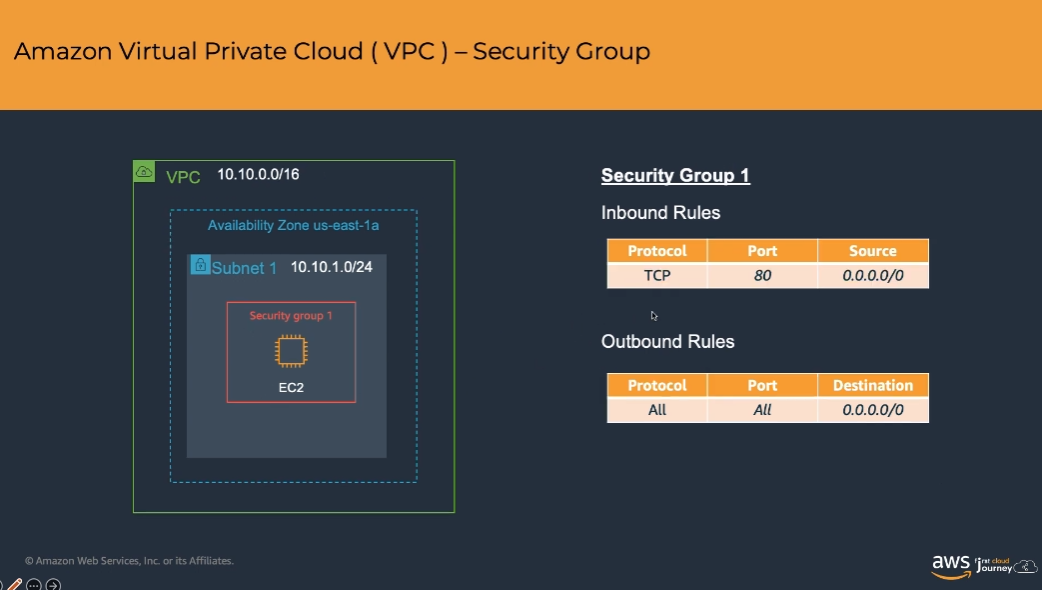 Amazon Virtual Private Cloud ( VPC ) – Security Group
VPC 10.10.0.0/16
Availability Zone us-east-1a
Subnet 1 10.10.1.0/24
Security group 1
EC2
Security Group 1
Inbound Rules
Protocol Port Source
TCP 80 0.0.0.0/0
Outbound Rules
Protocol Port Destination
All All 0.0.0.0/0
© Amazon Web Services, Inc. or its Affiliates.
aws first cloud
journey